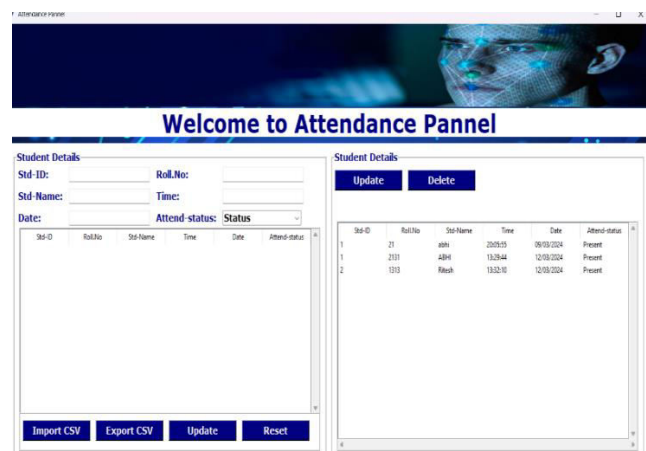 Attendance Pannel
Welcome to Attendance Pannel
Student Details
Std-ID: Roll.No:
Std-Name: Time:
Date: Attend-status: Status
Std-ID Roll.No Std-Name Time Date Attend-status
Import CSV Export CSV Update Reset
Student Details
Update Delete
Std-ID Roll.No Std-Name Time Date Attend-status
1 21 abhi 20:05:55 09/03/2024 Present
1 2131 ABHI 13:29:44 12/03/2024 Present
2 1313 Ritesh 13:32:10 12/03/2024 Present